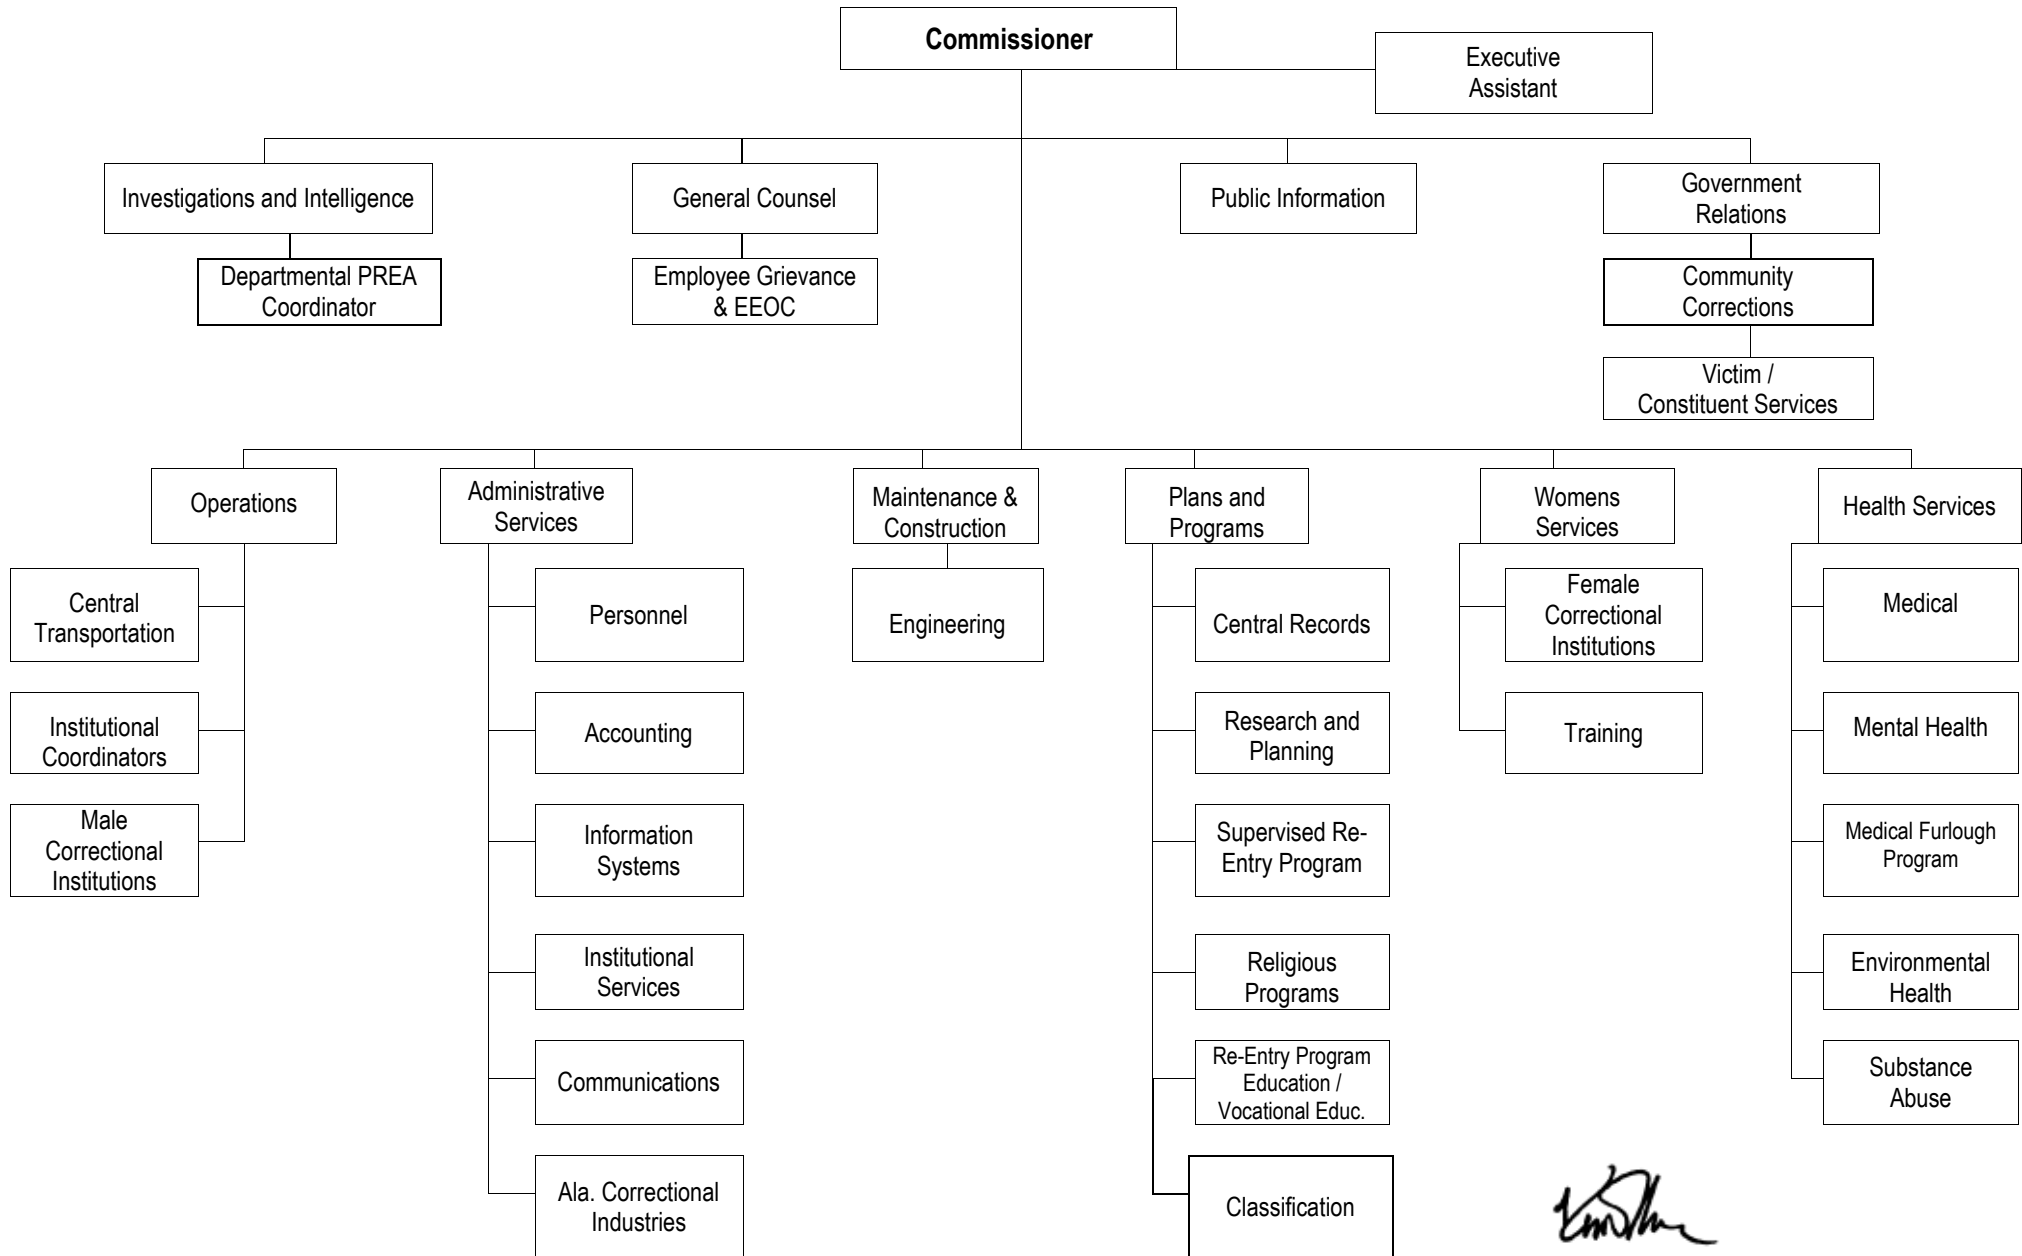 Commissioner
Executive
Assistant
Investigations and Intelligence
General Counsel
Public Information
Government
Relations
Departmental PREA
Coordinator
Employee Grievance
& EEOC
Community
Corrections
Victim /
Constituent Services
Operations
Administrative
Services
Maintenance &
Construction
Plans and
Programs
Womens
Services
Health Services
Central
Transportation
Institutional
Coordinators
Male
Correctional
Institutions
Personnel
Accounting
Information
Systems
Institutional
Services
Communications
Ala. Correctional
Industries
Engineering
Central Records
Research and
Planning
Supervised Re-
Entry Program
Religious
Programs
Re-Entry Program
Education /
Vocational Educ.
Classification
Female
Correctional
Institutions
Training
Medical
Mental Health
Medical Furlough
Program
Environmental
Health
Substance
Abuse